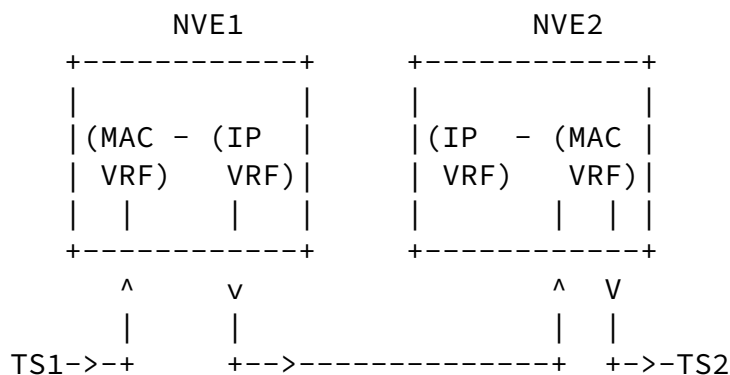 NVE1 NVE2
(MAC - (IP (IP - (MAC
VRF) VRF) VRF) VRF)
TS1->-+ +-->--------------+ +->-TS2